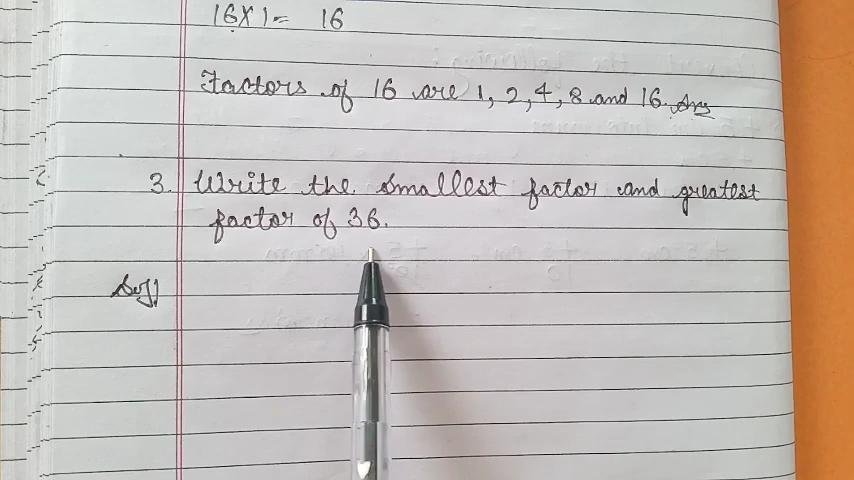 16×1= 16
Factors of 16 are 1, 2, 4, 8 and 16. Ans
3. Write the smallest factor and greatest
factor of 36.